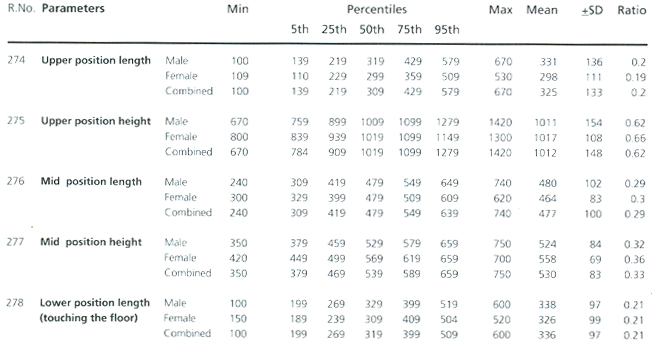 R.No. Parameters Min Percentiles Max Mean ±SD Ratio
5th 25th 50th 75th 95th
274 Upper position length Male 100 139 219 319 429 579 670 331 136 0.2
Female 109 110 229 299 359 509 530 298 111 0.19
Combined 100 139 219 309 429 579 670 325 133 0.2
275 Upper position height Male 670 759 899 1009 1099 1279 1420 1011 154 0.62
Female 800 839 939 1019 1099 1149 1300 1017 108 0.66
Combined 670 784 909 1019 1099 1279 1420 1012 148 0.62
276 Mid position length Male 240 309 419 479 549 649 740 480 102 0.29
Female 300 329 399 479 509 609 620 464 83 0.3
Combined 240 309 419 479 549 639 740 477 100 0.29
277 Mid position height Male 350 379 459 529 579 659 750 524 84 0.32
Female 420 449 499 569 619 659 700 558 69 0.36
Combined 350 379 469 539 589 659 750 530 83 0.33
278 Lower position length Male 100 199 269 329 399 519 600 338 97 0.21
(touching the floor) Female 150 189 239 309 409 504 520 326 99 0.21
Combined 100 199 269 319 399 509 600 336 97 0.21